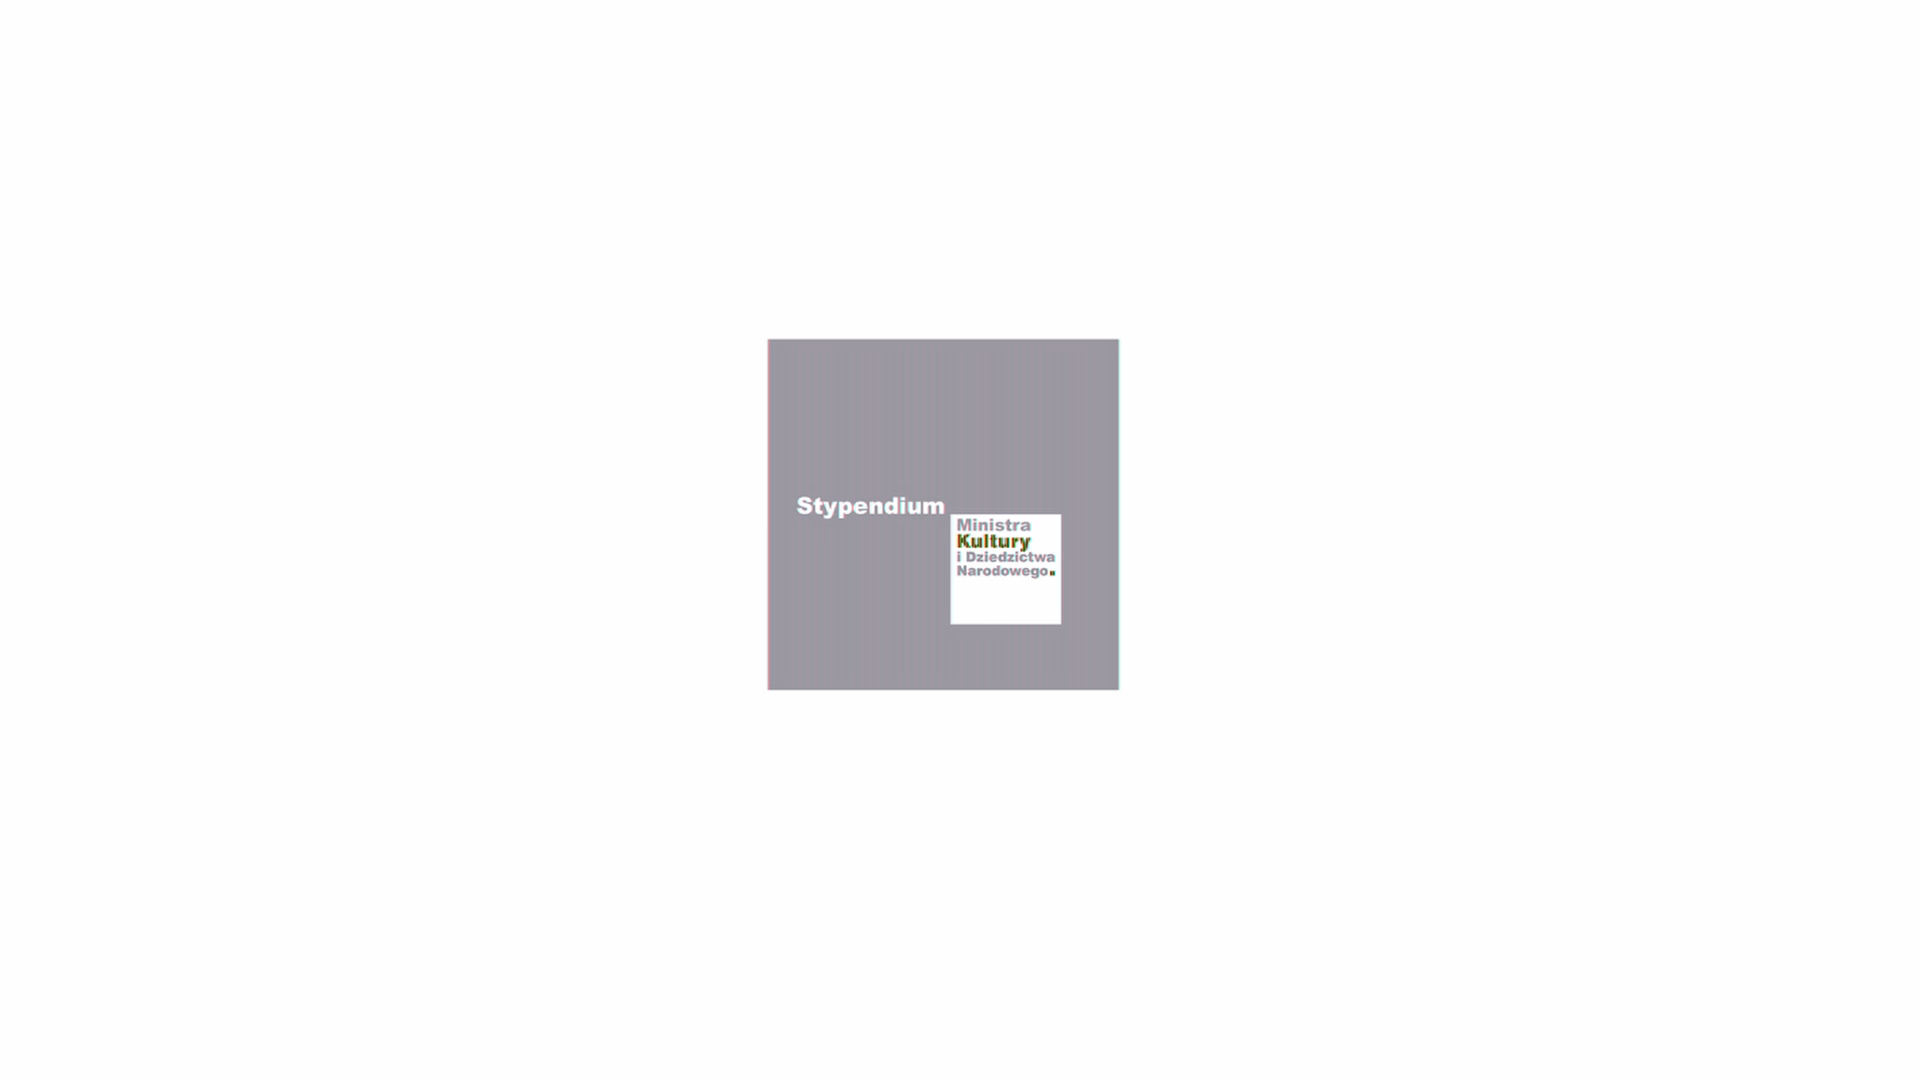 Stypendium
Ministra
Kultury
i Dziedzictwa
Narodowego.